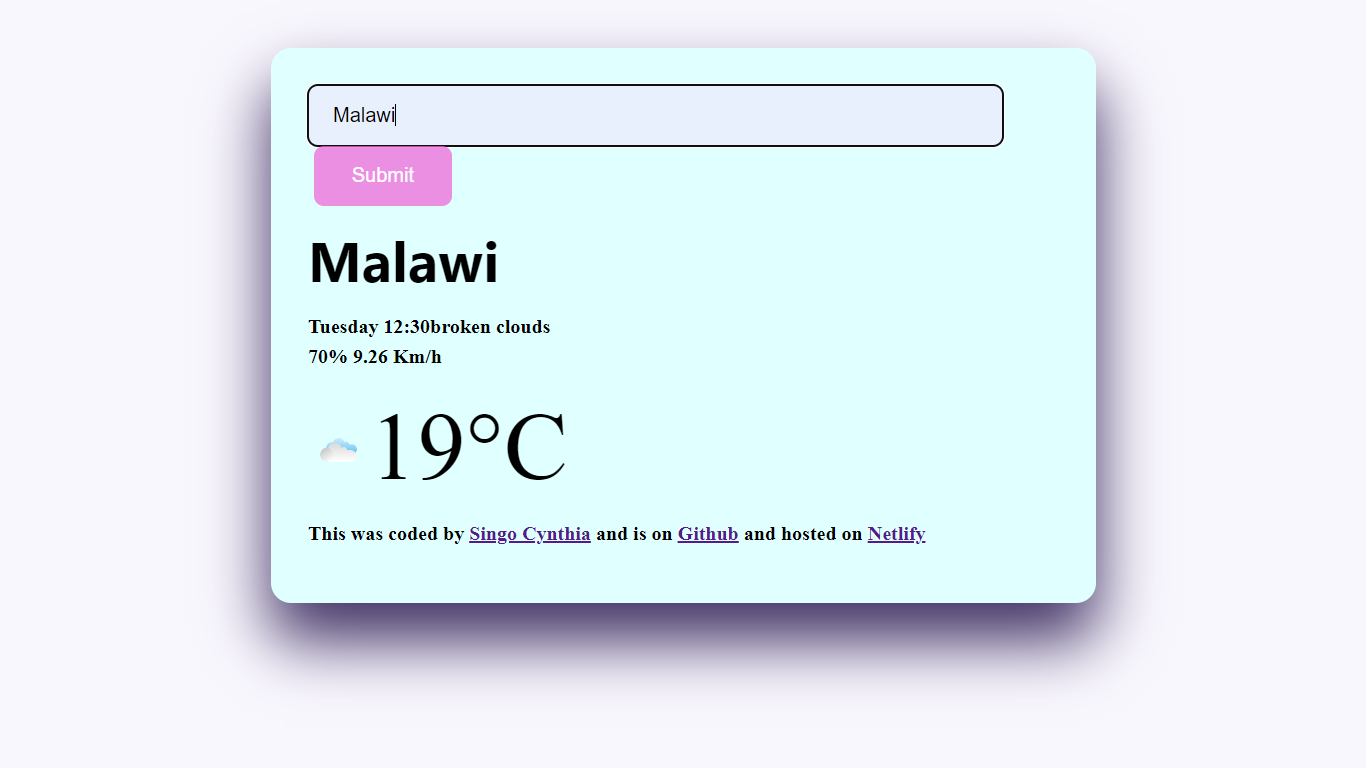 Malawi
Submit
Malawi
Tuesday 12:30broken clouds
70% 9.26 Km/h
19°C
This was coded by Singo Cynthia and is on Github and hosted on Netlify